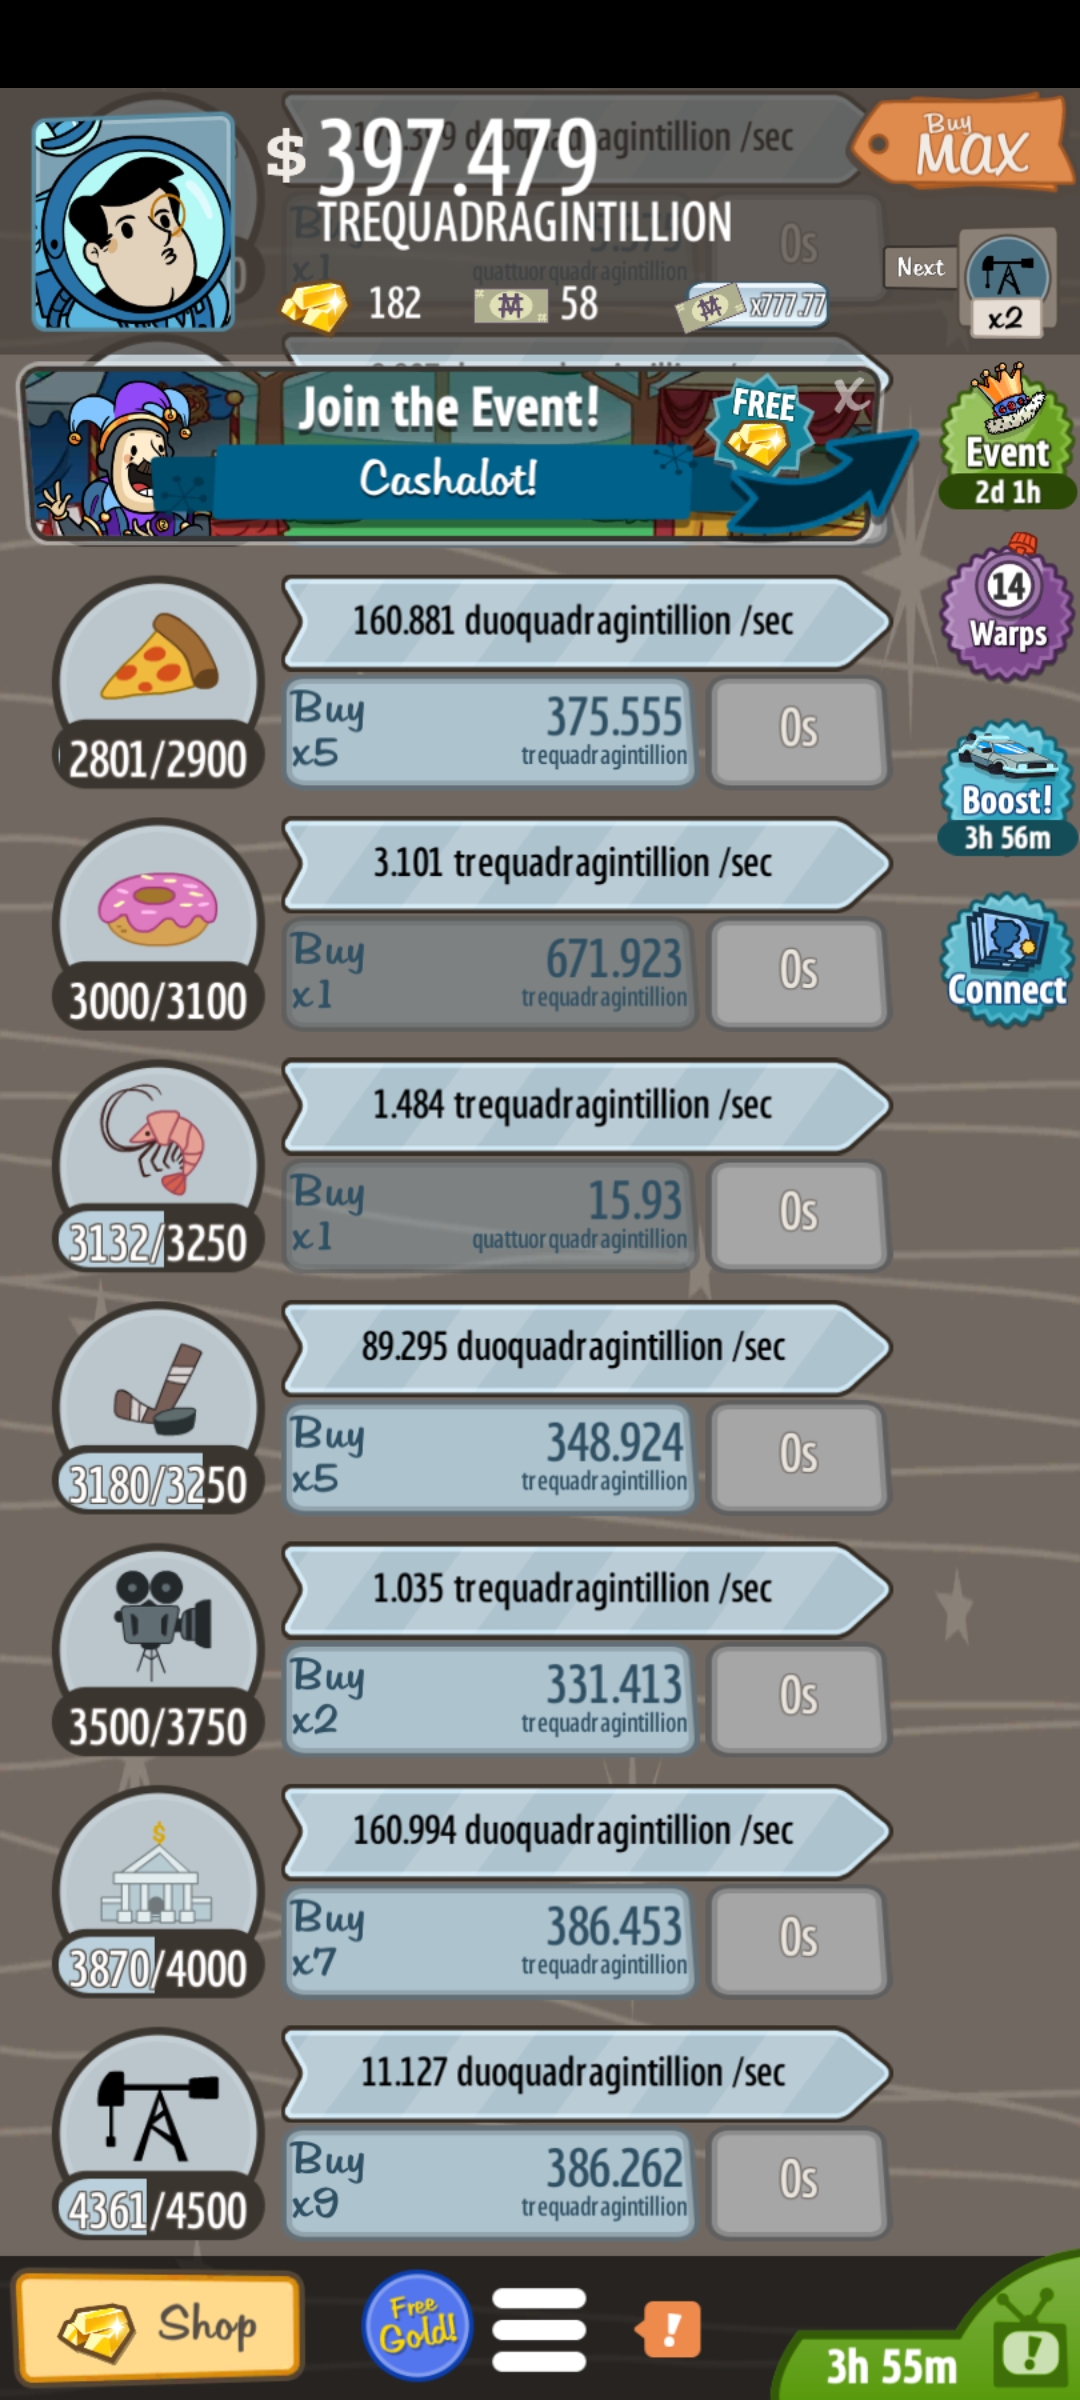 $ 397.479
TREQUADRAGINTILLION
Buy
MAX
Next
x2
182
58
x777.77
x1
quattuorquadragintillion
0s
Join the Event!
FREE
X
Cashalot!
Event
2d 1h
14
Warps
160.881 duoquadragintillion /sec
2801/2900
Buy
x5
375.555
trequadragintillion
0s
Boost!
3h 56m
3.101 trequadragintillion /sec
3000/3100
Buy
x1
671.923
trequadragintillion
0s
Connect
1.484 trequadragintillion /sec
3132/3250
Buy
x1
15.93
quattuorquadragintillion
0s
89.295 duoquadragintillion /sec
3180/3250
Buy
x5
348.924
trequadragintillion
0s
1.035 trequadragintillion /sec
3500/3750
Buy
x2
331.413
trequadragintillion
0s
$
160.994 duoquadragintillion /sec
3870/4000
Buy
x7
386.453
trequadragintillion
0s
11.127 duoquadragintillion /sec
4361/4500
Buy
x9
386.262
trequadragintillion
0s
Shop
Free
Gold!
!
3h 55m
!